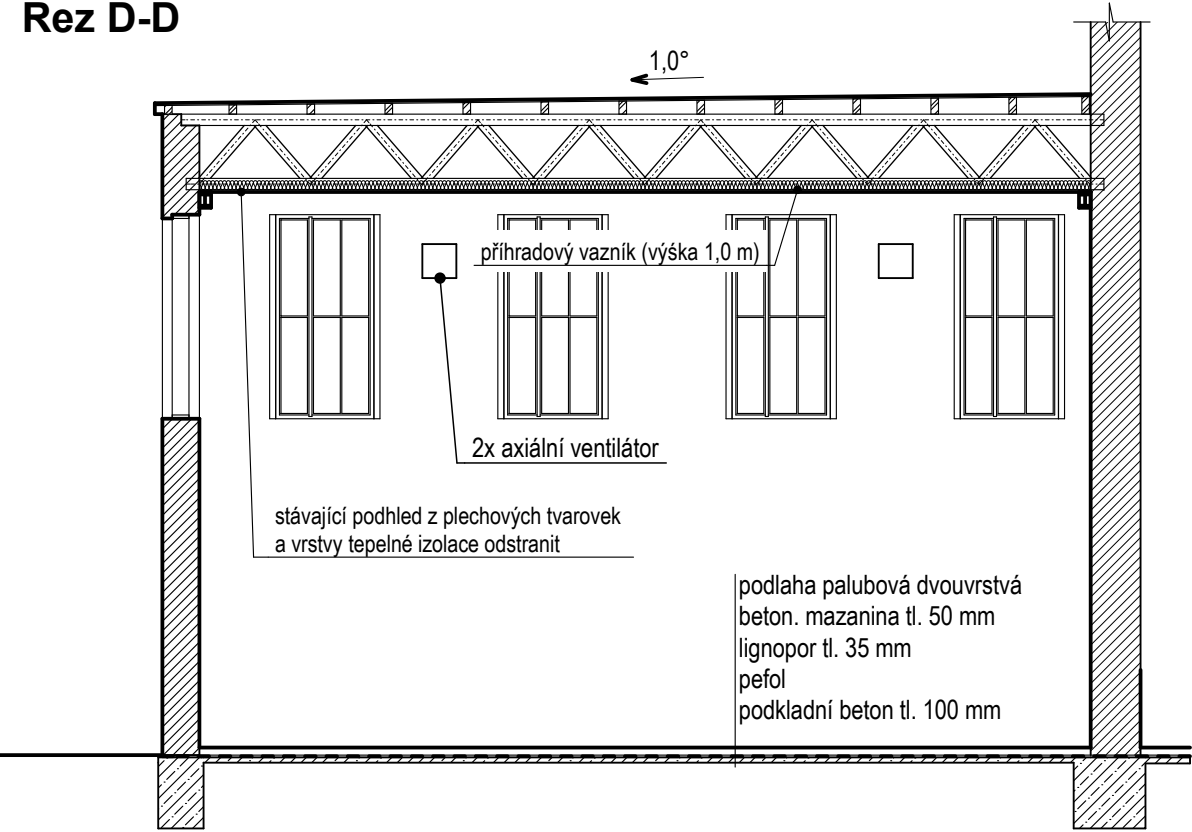 Rez D-D
1,0°
příhradový vazník (výška 1,0 m)
2x axiální ventilátor
stávající podhled z plechových tvarovek
a vrstvy tepelné izolace odstranit
podlaha palubová dvouvrstvá
beton. mazanina tl. 50 mm
lignopor tl. 35 mm
pefol
podkladní beton tl. 100 mm